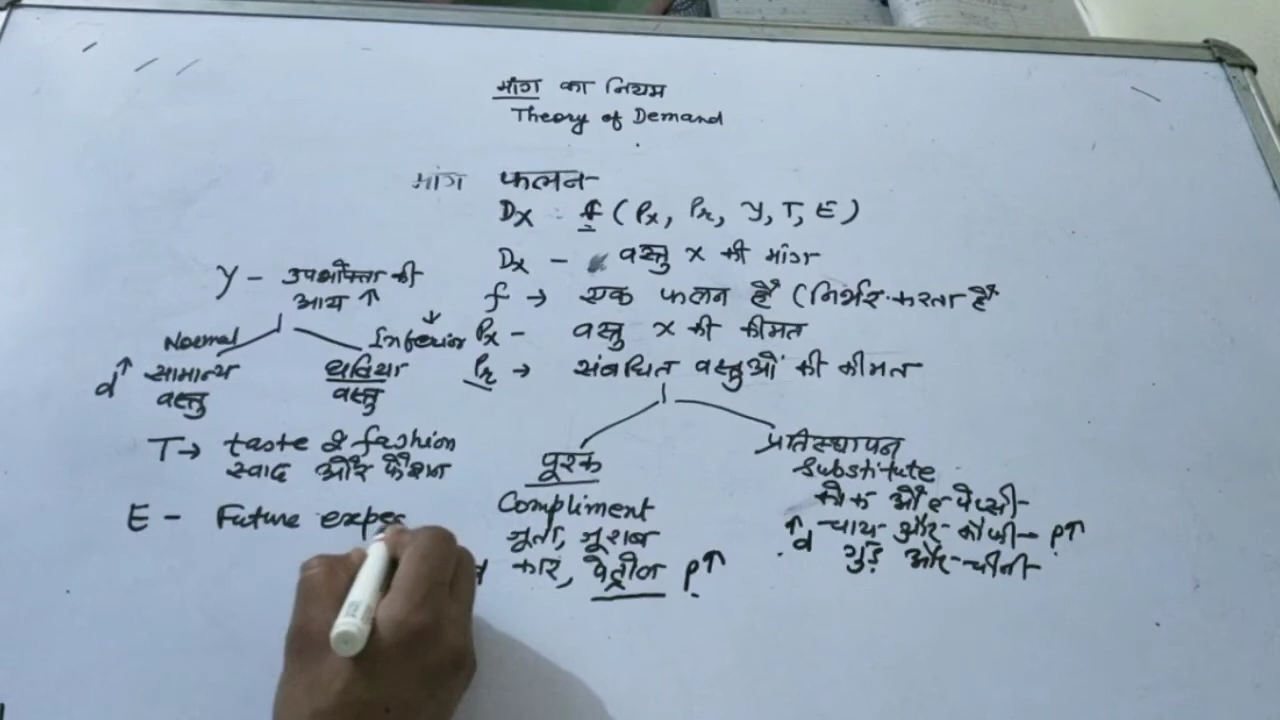 मांग का नियम
Theory of Demand
मांग फलन
Dx = f (Px, Pr, Y, T, E)
Dx - वस्तु x की मांग
f → एक फलन है (निर्भर करता है
Px - वस्तु x की कीमत
Pr → संबधित वस्तुओं की कीमत
पूरक
Compliment
जूता, जूराब
कार, पेट्रोल P↑
प्रतिस्थापन
Substitute
कोक और पेप्सी
↑d चाय और कॉफी → P↑
गुड़ और चीनी
Y - उपभोक्ता की
आय ↑
Normal
d↑ सामान्य
वस्तु
Inferior ↓
घटिया
वस्तु
T → taste & fashion
स्वाद और फैशन
E - Future expec